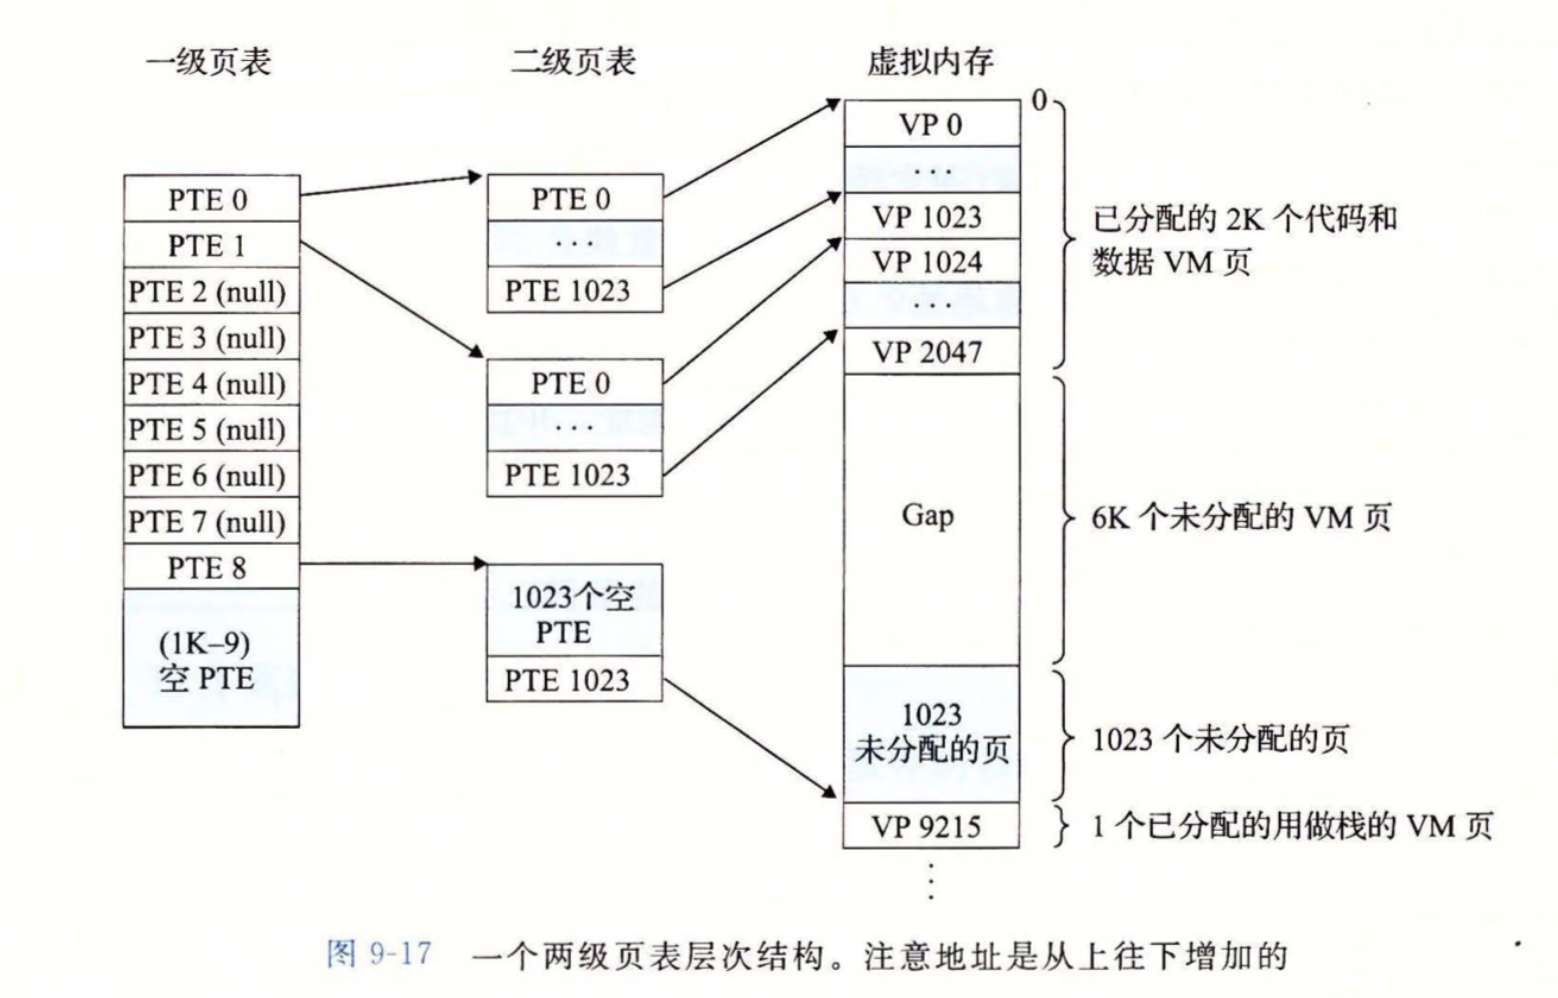 一级页表
二级页表
虚拟内存
PTE 0
PTE 1
PTE 2 (null)
PTE 3 (null)
PTE 4 (null)
PTE 5 (null)
PTE 6 (null)
PTE 7 (null)
PTE 8
(1K–9)
空 PTE
PTE 0
···
PTE 1023
PTE 0
···
PTE 1023
1023个空
PTE
PTE 1023
0
VP 0
···
VP 1023
VP 1024
···
VP 2047
Gap
1023
未分配的页
VP 9215
⋮
已分配的 2K 个代码和
数据 VM 页
6K 个未分配的 VM 页
1023 个未分配的页
1 个已分配的用做栈的 VM 页
图 9-17 一个两级页表层次结构。注意地址是从上往下增加的